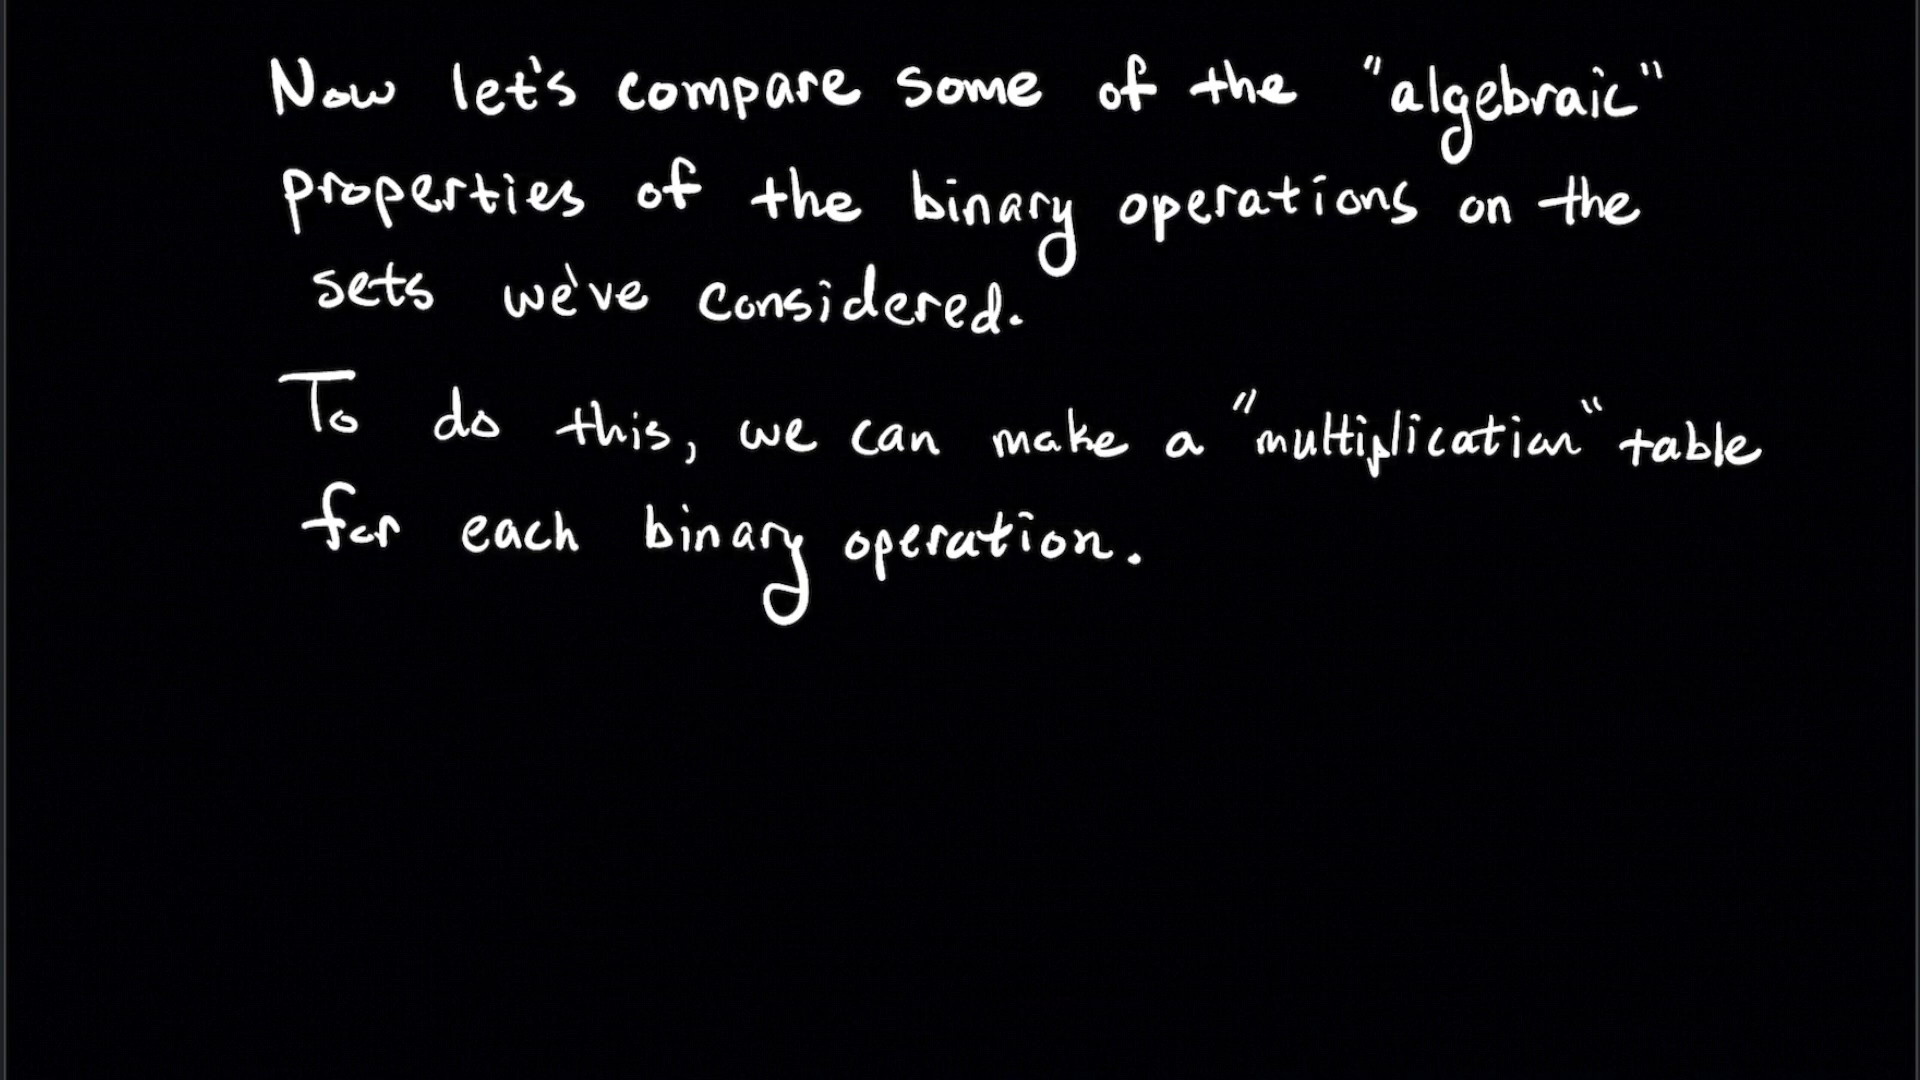 Now let's compare some of the "algebraic"
properties of the binary operations on the
sets we've considered.
To do this, we can make a "multiplication" table
for each binary operation.